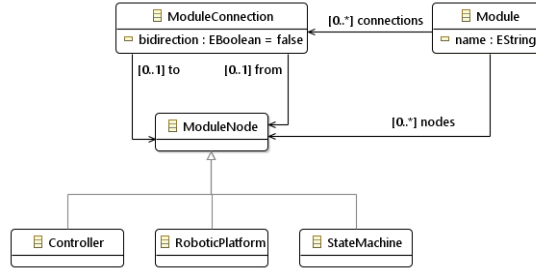 ModuleConnection
bidirection : EBoolean = false
[0..*] connections
Module
name : EString
[0..1] to
[0..1] from
[0..*] nodes
ModuleNode
Controller
RoboticPlatform
StateMachine